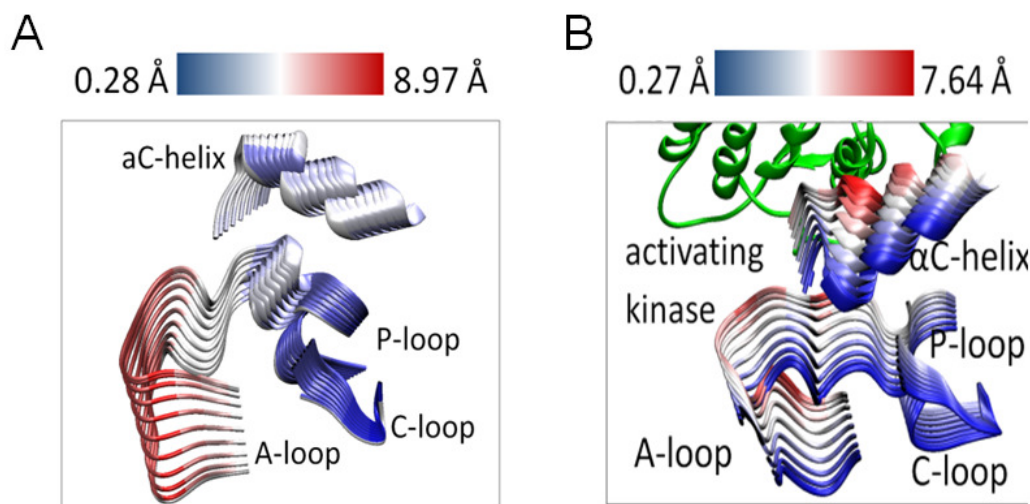 A
0.28 Å
8.97 Å
aC-helix
P-loop
C-loop
A-loop
B
0.27 Å
7.64 Å
activating
kinase
αC-helix
P-loop
A-loop
C-loop